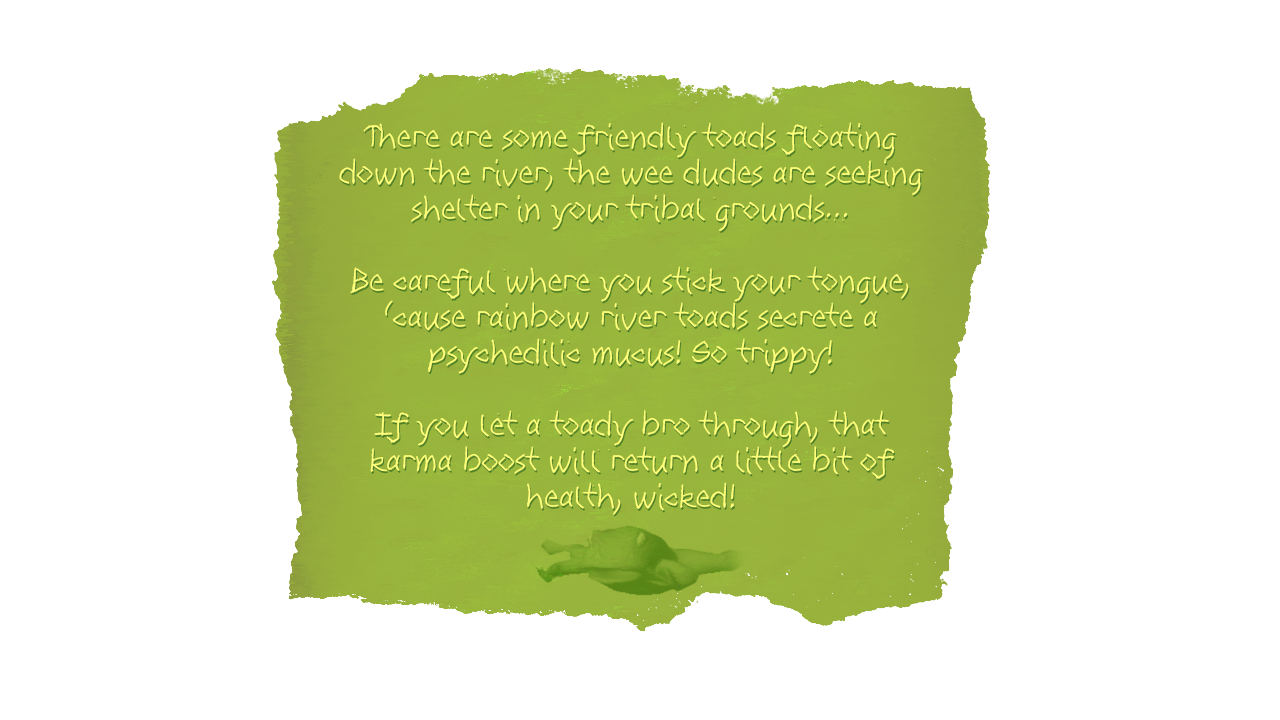 There are some friendly toads floating
down the river, the wee dudes are seeking
shelter in your tribal grounds...
Be careful where you stick your tongue,
‘cause rainbow river toads secrete a
psychedilic mucus! So trippy!
If you let a toady bro through, that
karma boost will return a little bit of
health, wicked!